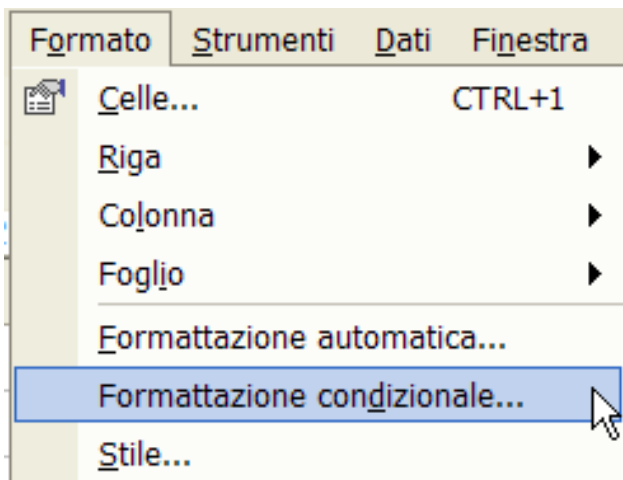 Formato Strumenti Dati Finestra
Celle... CTRL+1
Riga
Colonna
Foglio
Formattazione automatica...
Formattazione condizionale...
Stile...